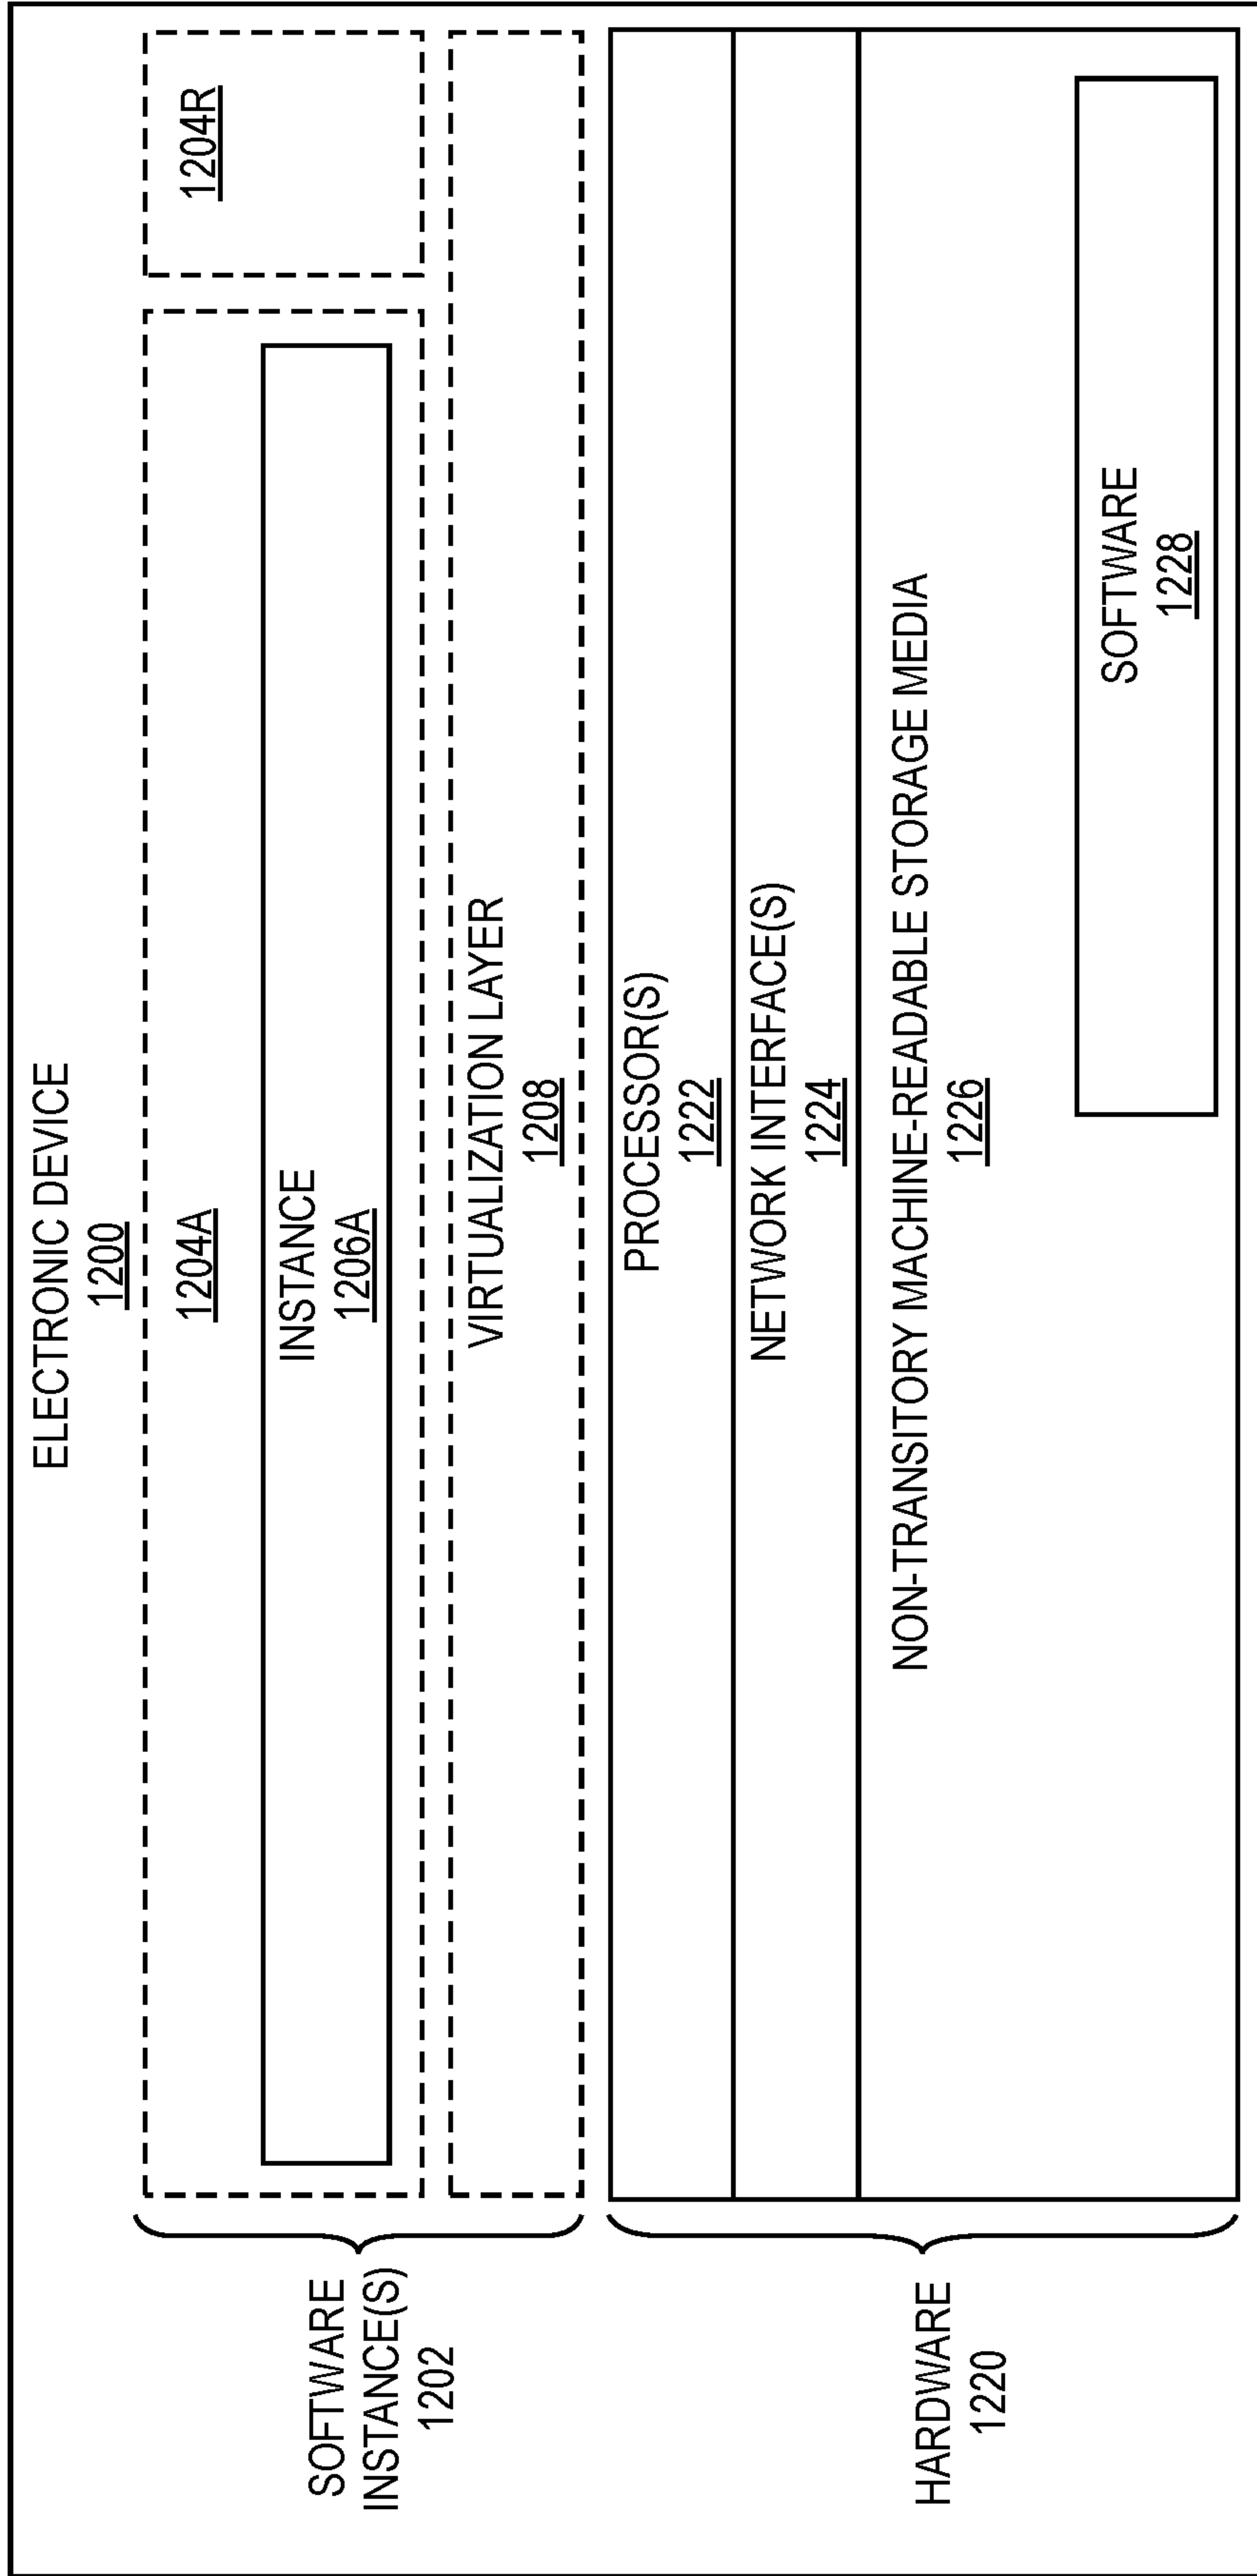 ELECTRONIC DEVICE
1200
SOFTWARE
INSTANCE(S)
1202
1204A
1204R
INSTANCE
1206A
VIRTUALIZATION LAYER
1208
HARDWARE
1220
PROCESSOR(S)
1222
NETWORK INTERFACE(S)
1224
NON-TRANSITORY MACHINE-READABLE STORAGE MEDIA
1226
SOFTWARE
1228